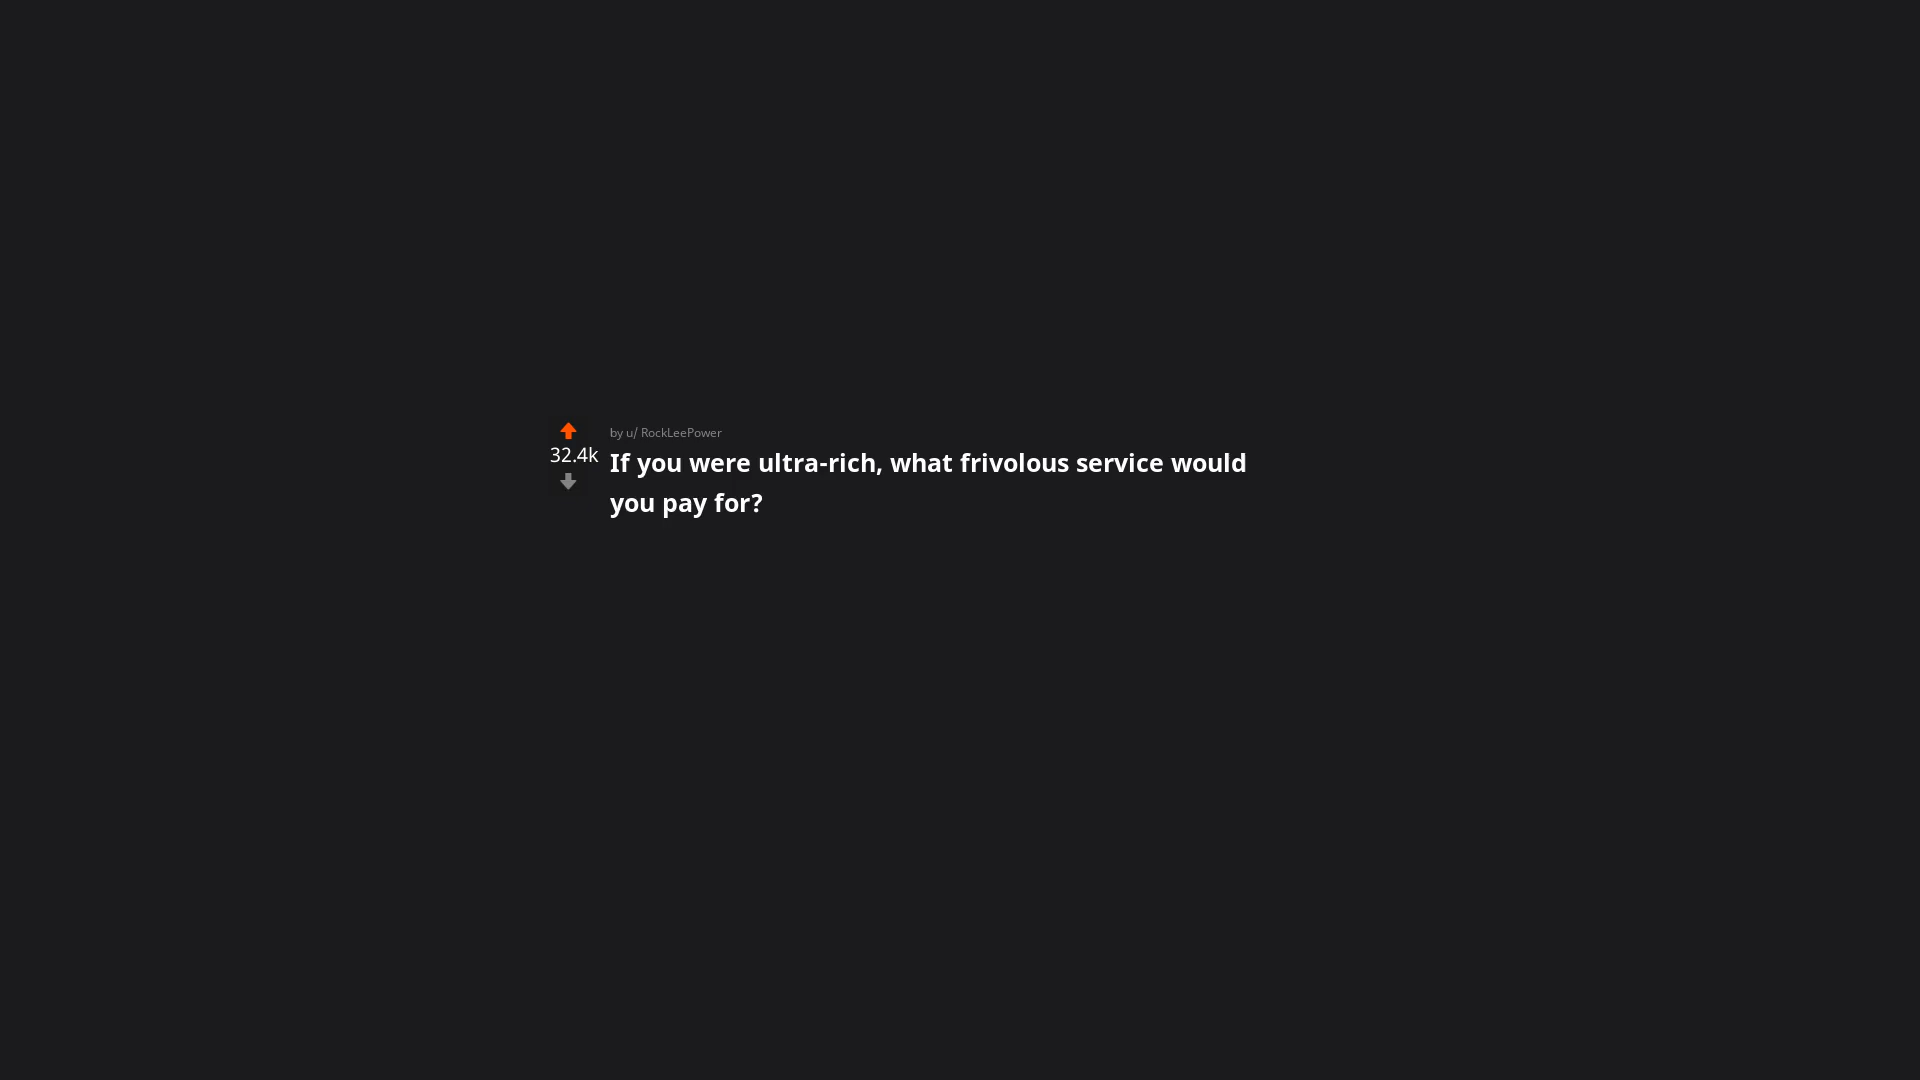 by u/ RockLeePower
32.4k
If you were ultra-rich, what frivolous service would
you pay for?